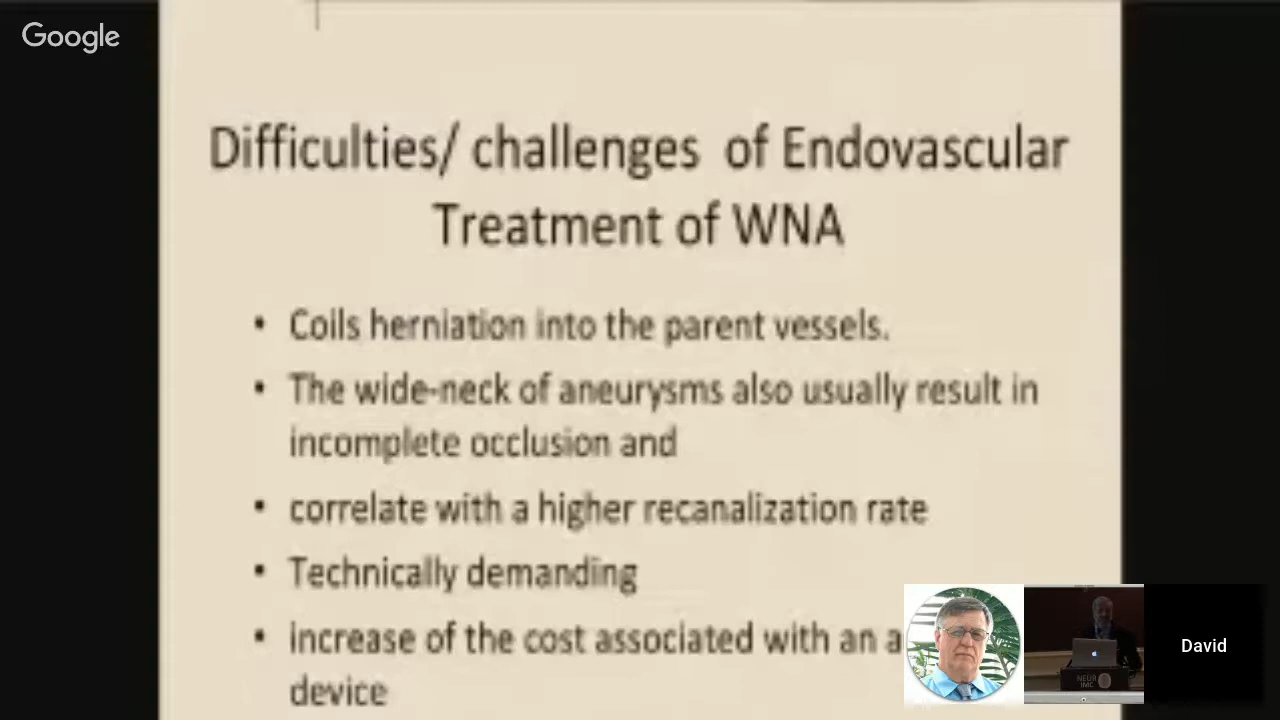 Google
Difficulties/ challenges of Endovascular
Treatment of WNA
• Coils herniation into the parent vessels.
• The wide-neck of aneurysms also usually result in
incomplete occlusion and
• correlate with a higher recanalization rate
• Technically demanding
• increase of the cost associated with an a
device
David